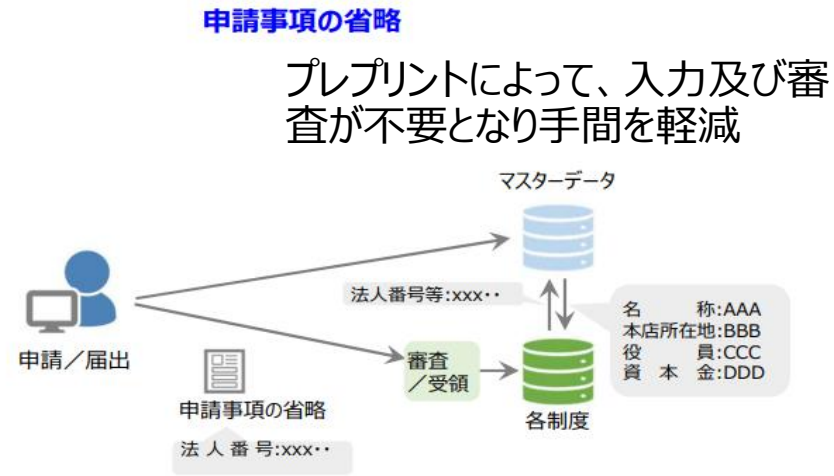 申請事項の省略
プレプリントによって、入力及び審
査が不要となり手間を軽減
マスターデータ
法人番号等:xxx・・
名　　称:AAA
本店所在地:BBB
役　　員:CCC
資　本　金:DDD
申請／届出
審査
／受領
申請事項の省略
各制度
法 人 番 号:xxx・・